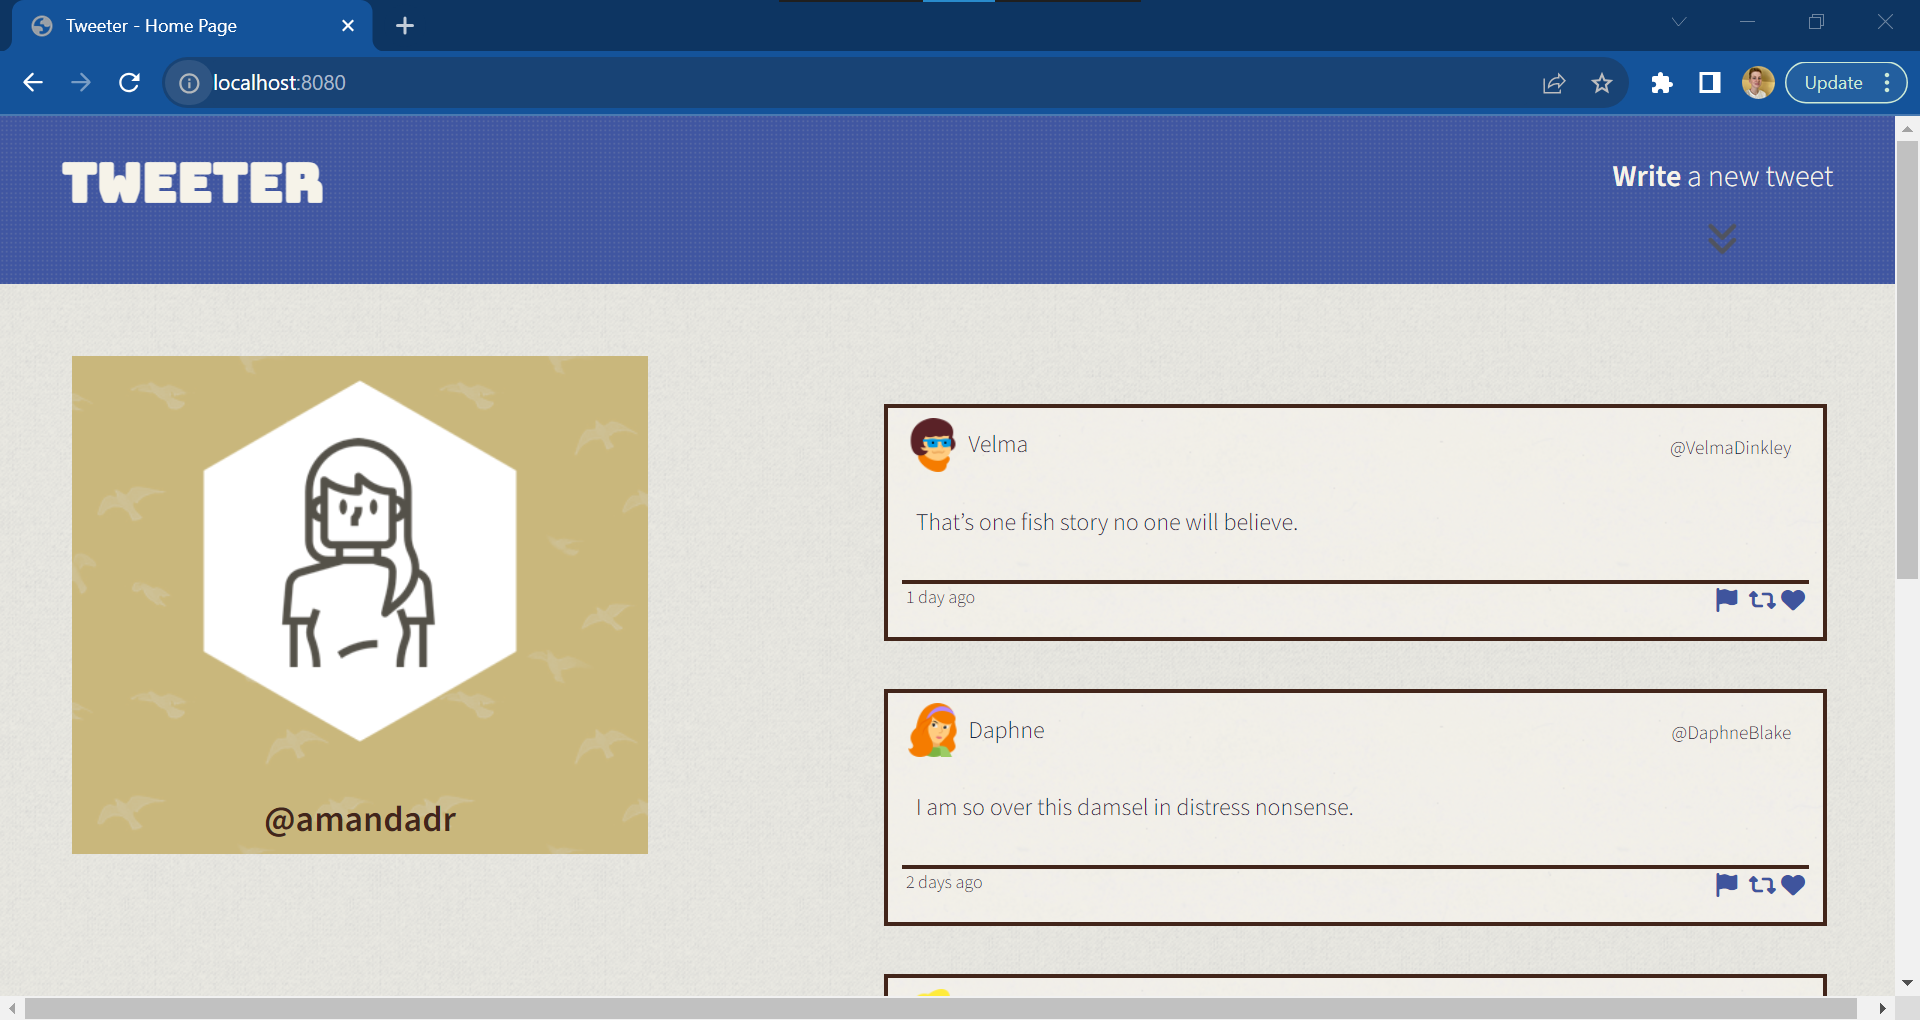 Tweeter - Home Page
localhost:8080
Update
TWEETER
Write a new tweet
@amandadr
Velma
@VelmaDinkley
That’s one fish story no one will believe.
1 day ago
Daphne
@DaphneBlake
I am so over this damsel in distress nonsense.
2 days ago